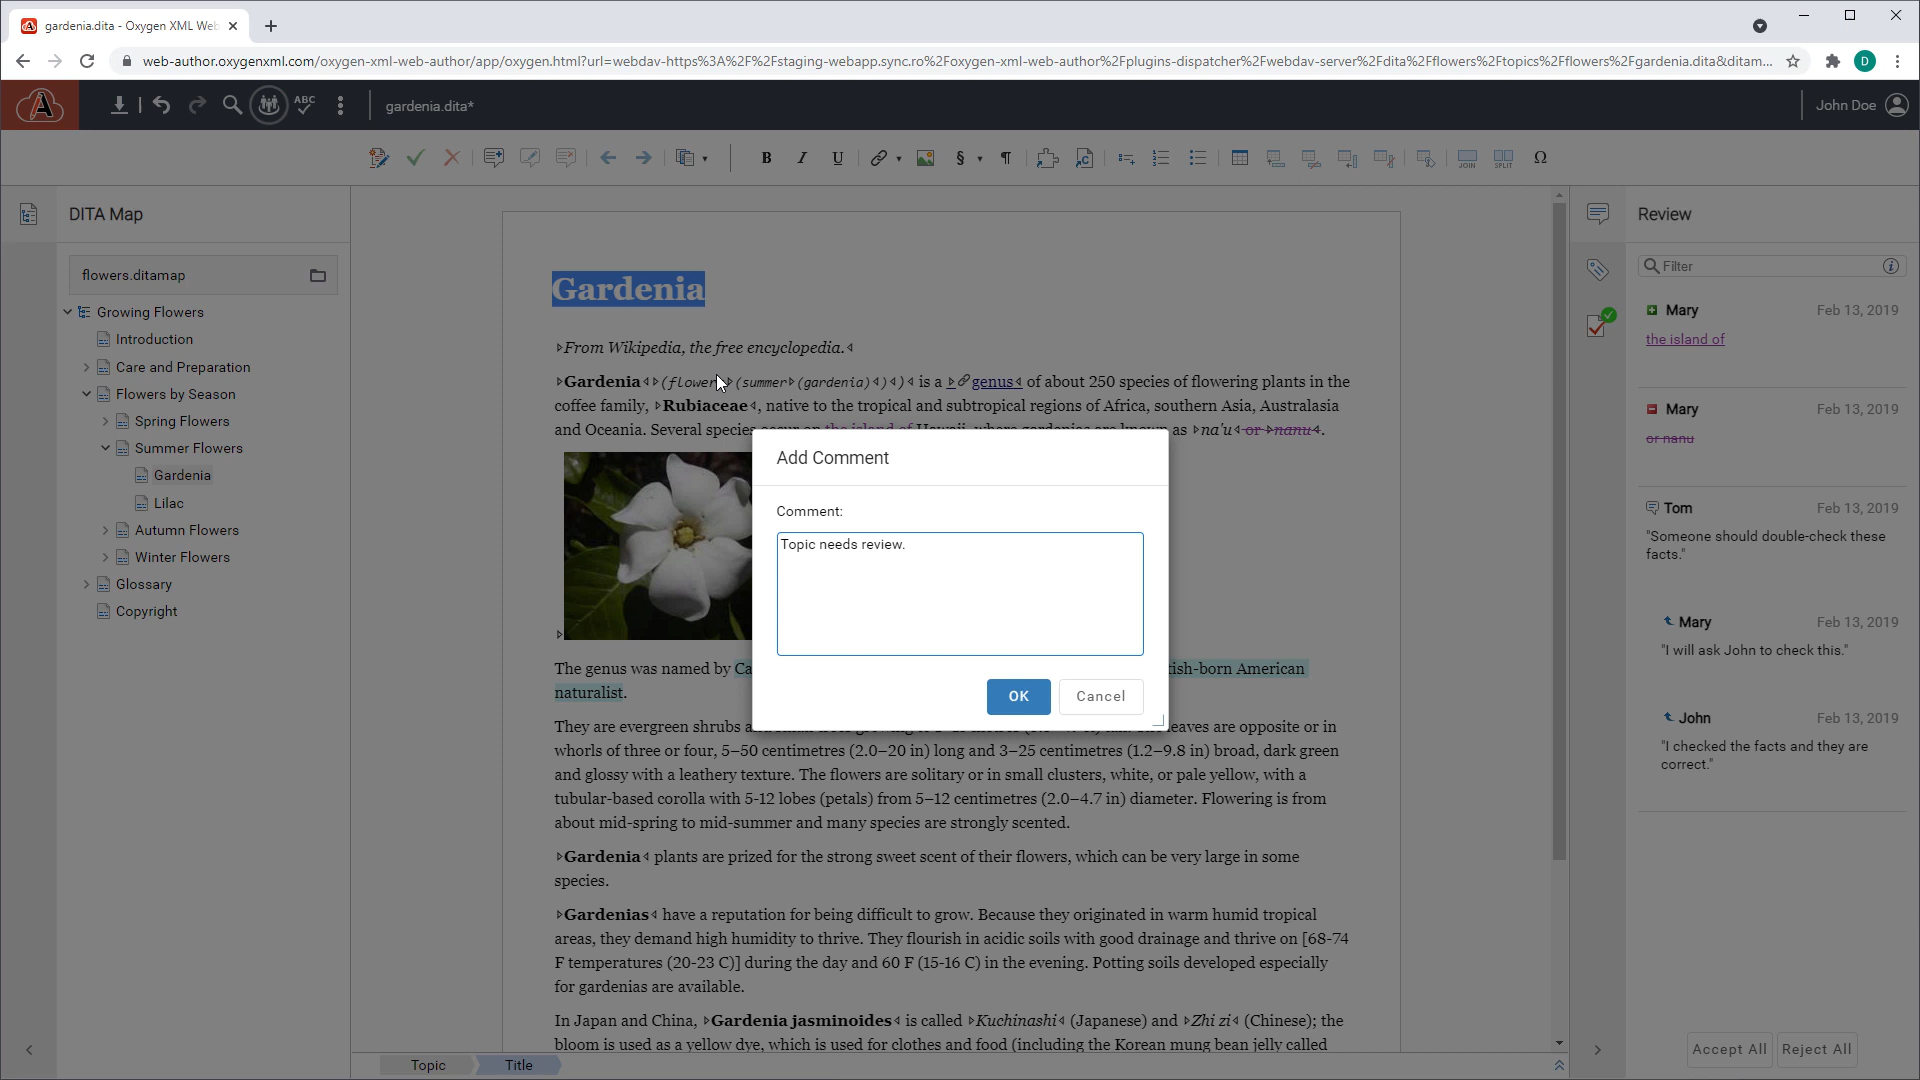 gardenia.dita - Oxygen XML Web
web-author.oxygenxml.com/oxygen-xml-web-author/app/oxygen.html?url=webdav-https%3A%2F%2Fstaging-webapp.sync.ro%2Foxygen-xml-web-author%2Fplugins-dispatcher%2Fwebdav-server%2Fdita%2Fflowers%2Ftopics%2Fflowers%2Fgardenia.dita&ditam...
D
ABC
gardenia.dita*
John Doe
B I U § ¶ JOIN SPLIT Ω
DITA Map
flowers.ditamap
Growing Flowers
Introduction
Care and Preparation
Flowers by Season
Spring Flowers
Summer Flowers
Gardenia
Lilac
Autumn Flowers
Winter Flowers
Glossary
Copyright
Gardenia
From Wikipedia, the free encyclopedia.
Gardenia (flower (summer (gardenia))) is a genus of about 250 species of flowering plants in the
coffee family, Rubiaceae, native to the tropical and subtropical regions of Africa, southern Asia, Australasia
and Oceania. Several species occur on the island of Hawaii, where gardenias are known as na'u or nanu.
The genus was named by Ca
tish-born American
naturalist.
They are evergreen shrubs
leaves are opposite or in
whorls of three or four, 5–50 centimetres (2.0–20 in) long and 3–25 centimetres (1.2–9.8 in) broad, dark green
and glossy with a leathery texture. The flowers are solitary or in small clusters, white, or pale yellow, with a
tubular-based corolla with 5-12 lobes (petals) from 5–12 centimetres (2.0–4.7 in) diameter. Flowering is from
about mid-spring to mid-summer and many species are strongly scented.
Gardenia plants are prized for the strong sweet scent of their flowers, which can be very large in some
species.
Gardenias have a reputation for being difficult to grow. Because they originated in warm humid tropical
areas, they demand high humidity to thrive. They flourish in acidic soils with good drainage and thrive on [68-74
F temperatures (20-23 C)] during the day and 60 F (15-16 C) in the evening. Potting soils developed especially
for gardenias are available.
In Japan and China, Gardenia jasminoides is called Kuchinashi (Japanese) and Zhi zi (Chinese); the
bloom is used as a yellow dye, which is used for clothes and food (including the Korean mung bean jelly called
Topic Title
Add Comment
Comment:
Topic needs review.
OK Cancel
Review
Filter
Mary Feb 13, 2019
the island of
Mary Feb 13, 2019
or nanu
Tom Feb 13, 2019
"Someone should double-check these
facts."
Mary Feb 13, 2019
"I will ask John to check this."
John Feb 13, 2019
"I checked the facts and they are
correct."
Accept All Reject All